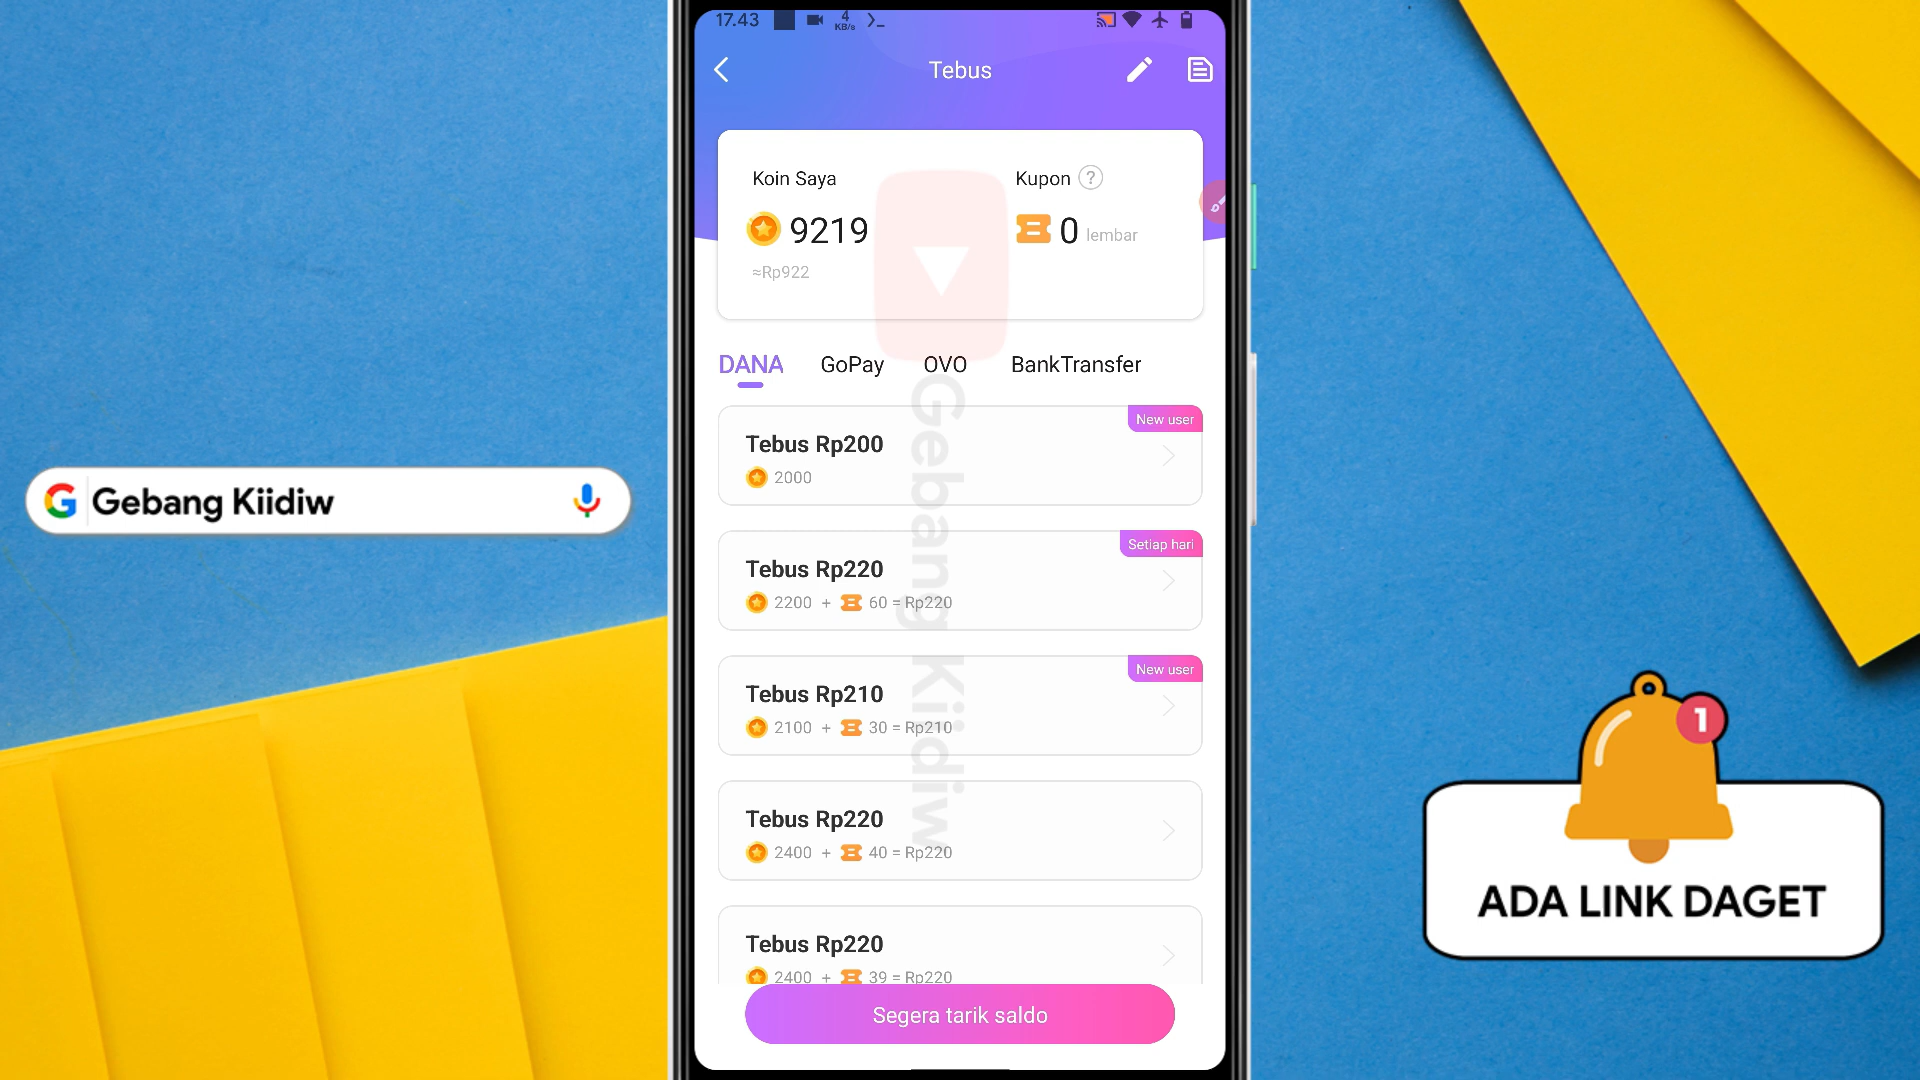 17.43
4
KB/s
Tebus
Koin Saya
Kupon ?
9219
0 lembar
≈Rp922
DANA
GoPay
OVO
BankTransfer
New user
Tebus Rp200
2000
Setiap hari
Tebus Rp220
2200 + 60 = Rp220
New user
Tebus Rp210
2100 + 30 = Rp210
Tebus Rp220
2400 + 40 = Rp220
Tebus Rp220
2400 + 39 = Rp220
Segera tarik saldo
Gebang Kiidiw
G Gebang Kiidiw
1
ADA LINK DAGET